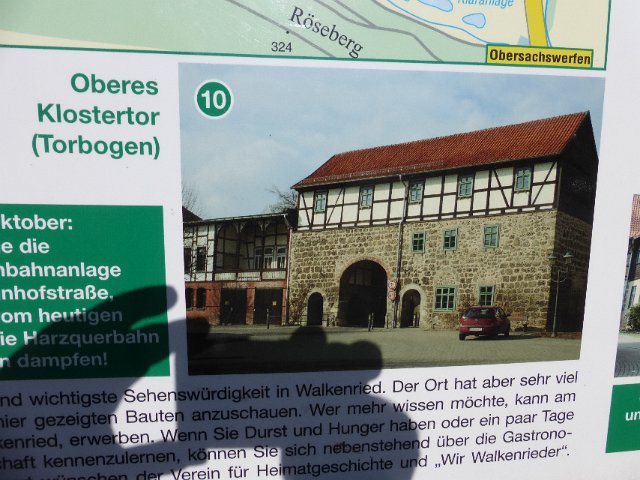 Kläranlage
Röseberg
324
Obersachswerfen
Oberes
Klostertor
(Torbogen)
10
ktober:
e die
nbahnanlage
nhofstraße,
om heutigen
ie Harzquerbahn
n dampfen!
nd wichtigste Sehenswürdigkeit in Walkenried. Der Ort hat aber sehr viel
hier gezeigten Bauten anzuschauen. Wer mehr wissen möchte, kann am
kenried, erwerben. Wenn Sie Durst und Hunger haben oder ein paar Tage
chaft kennenzulernen, können Sie sich nebenstehend über die Gastrono-
wünschen der Verein für Heimatgeschichte und „Wir Walkenrieder“.
un